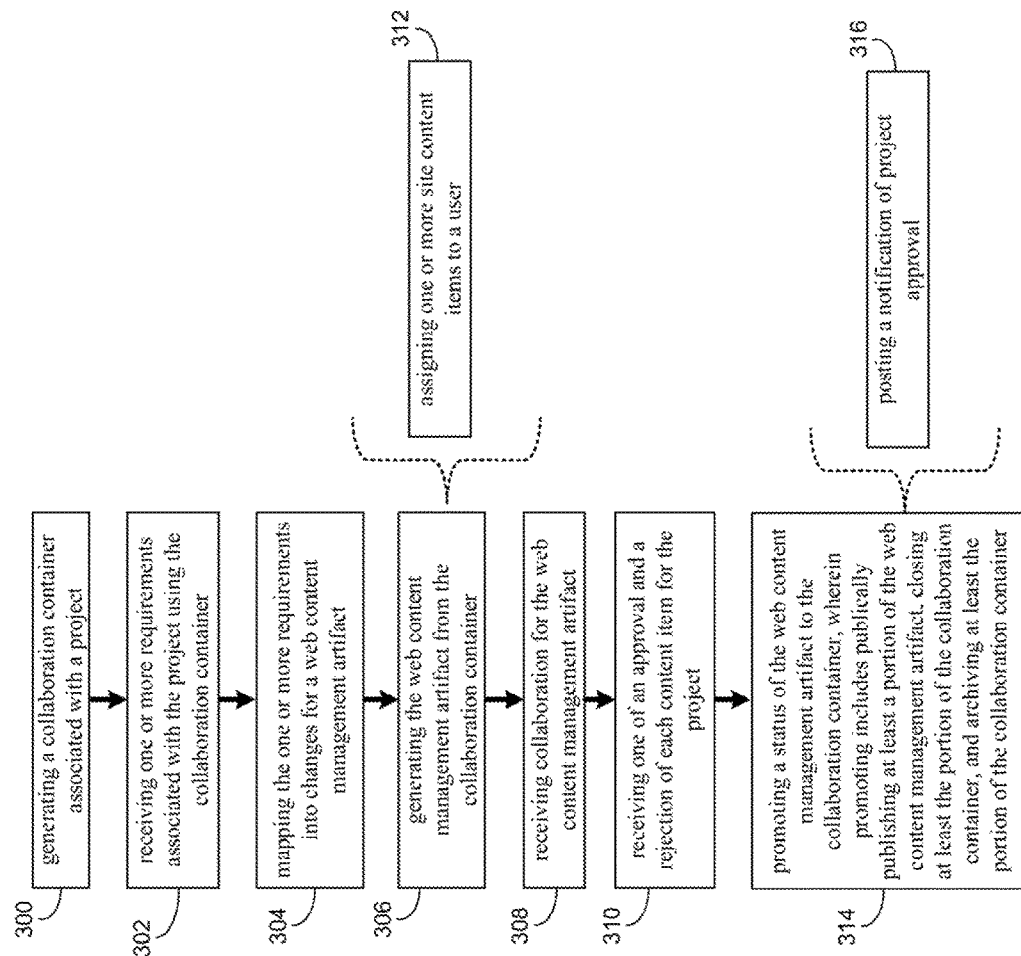 300
generating a collaboration container
associated with a project
302
receiving one or more requirements
associated with the project using the
collaboration container
304
mapping the one or more requirements
into changes for a web content
management artifact
306
generating the web content
management artifact from the
collaboration container
312
assigning one or more site content
items to a user
308
receiving collaboration for the web
content management artifact
310
receiving one of an approval and a
rejection of each content item for the
project
314
promoting a status of the web content
management artifact to the
collaboration container, wherein
promoting includes publically
publishing at least a portion of the web
content management artifact, closing
at least the portion of the collaboration
container, and archiving at least the
portion of the collaboration container
316
posting a notification of project
approval